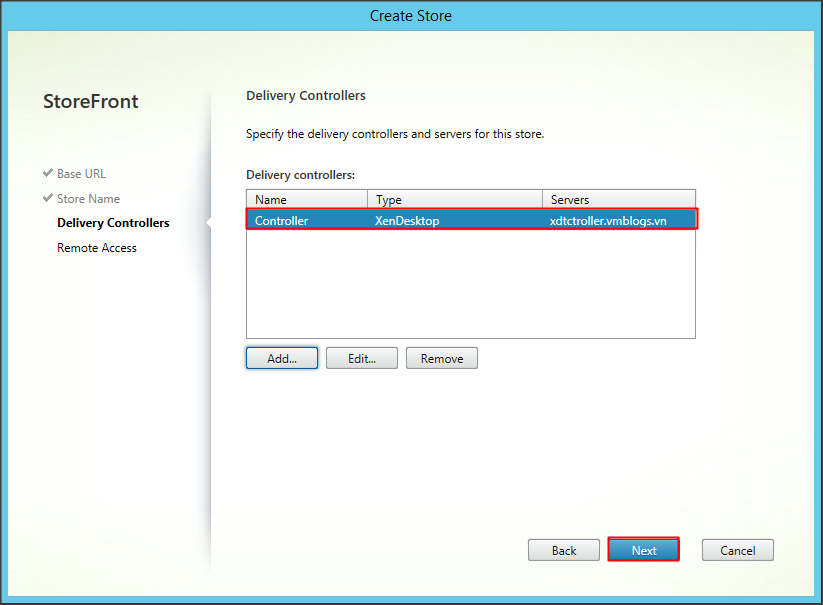 Create Store
StoreFront
Base URL
Store Name
Delivery Controllers
Remote Access
Delivery Controllers
Specify the delivery controllers and servers for this store.
Delivery controllers:
Name Type Servers
Controller XenDesktop xdtctroller.vmblogs.vn
Add... Edit... Remove
Back Next Cancel